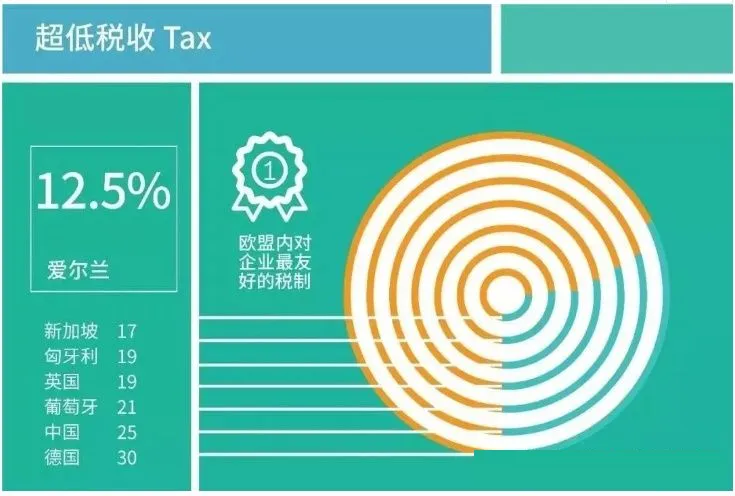 超低税收 Tax
12.5%
爱尔兰
新加坡 17
匈牙利 19
英国 19
葡萄牙 21
中国 25
德国 30
1
欧盟内对
企业最友
好的税制